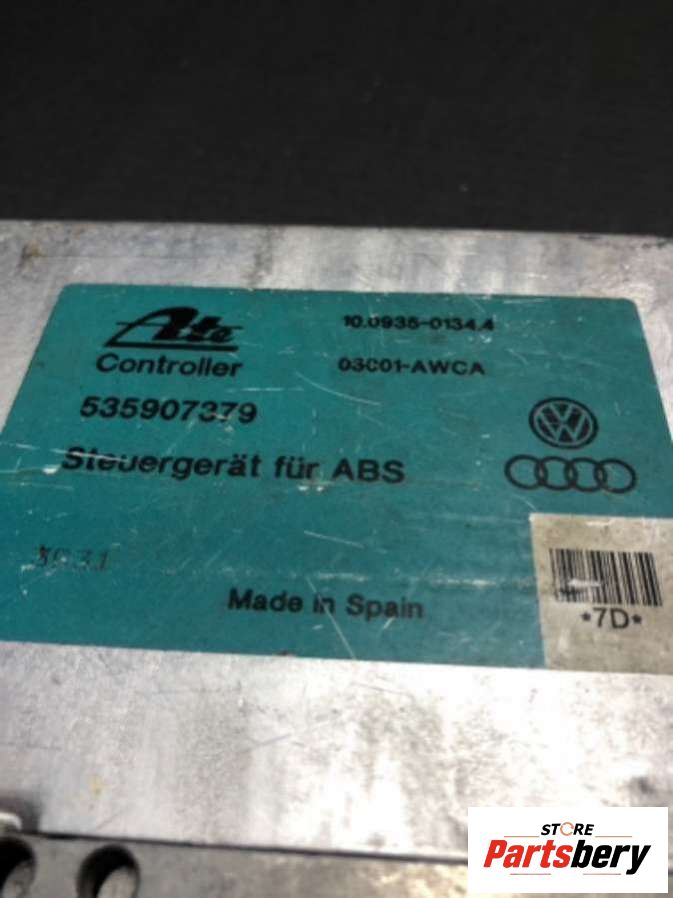 Ate
10.0935-0134.4
Controller
03C01-AWCA
535907379
Steuergerät für ABS
Made in Spain
*7D*
STORE
Partsbery